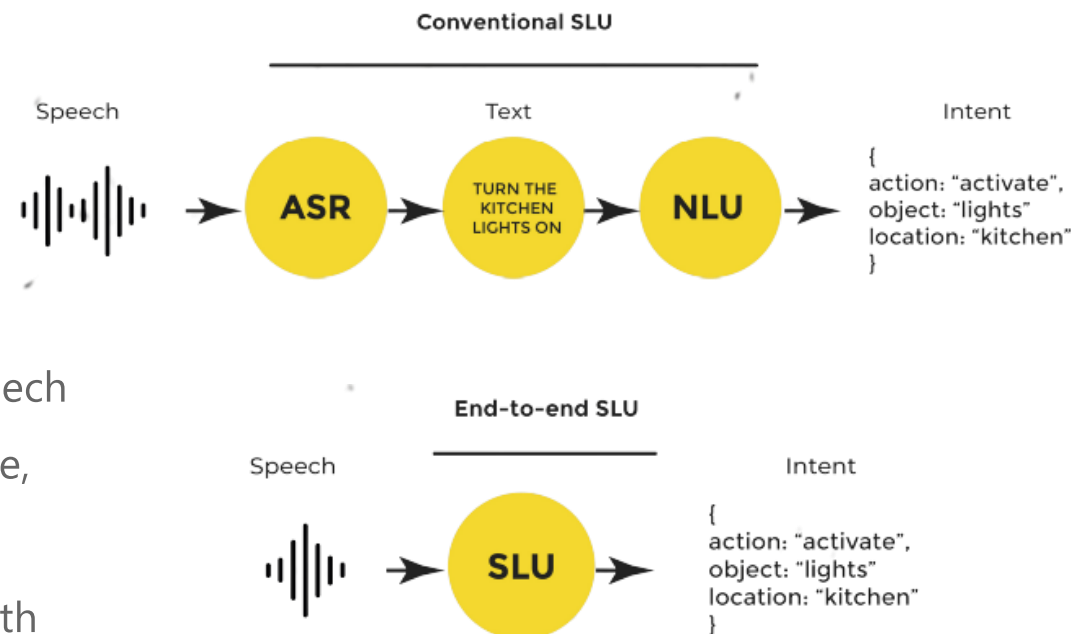 Conventional SLU
Speech
Text
Intent
ASR
TURN THE
KITCHEN
LIGHTS ON
NLU
{
action: “activate”,
object: “lights”
location: “kitchen”
}
ech
e,
th
End-to-end SLU
Speech
Intent
SLU
{
action: “activate”,
object: “lights”
location: “kitchen”
}